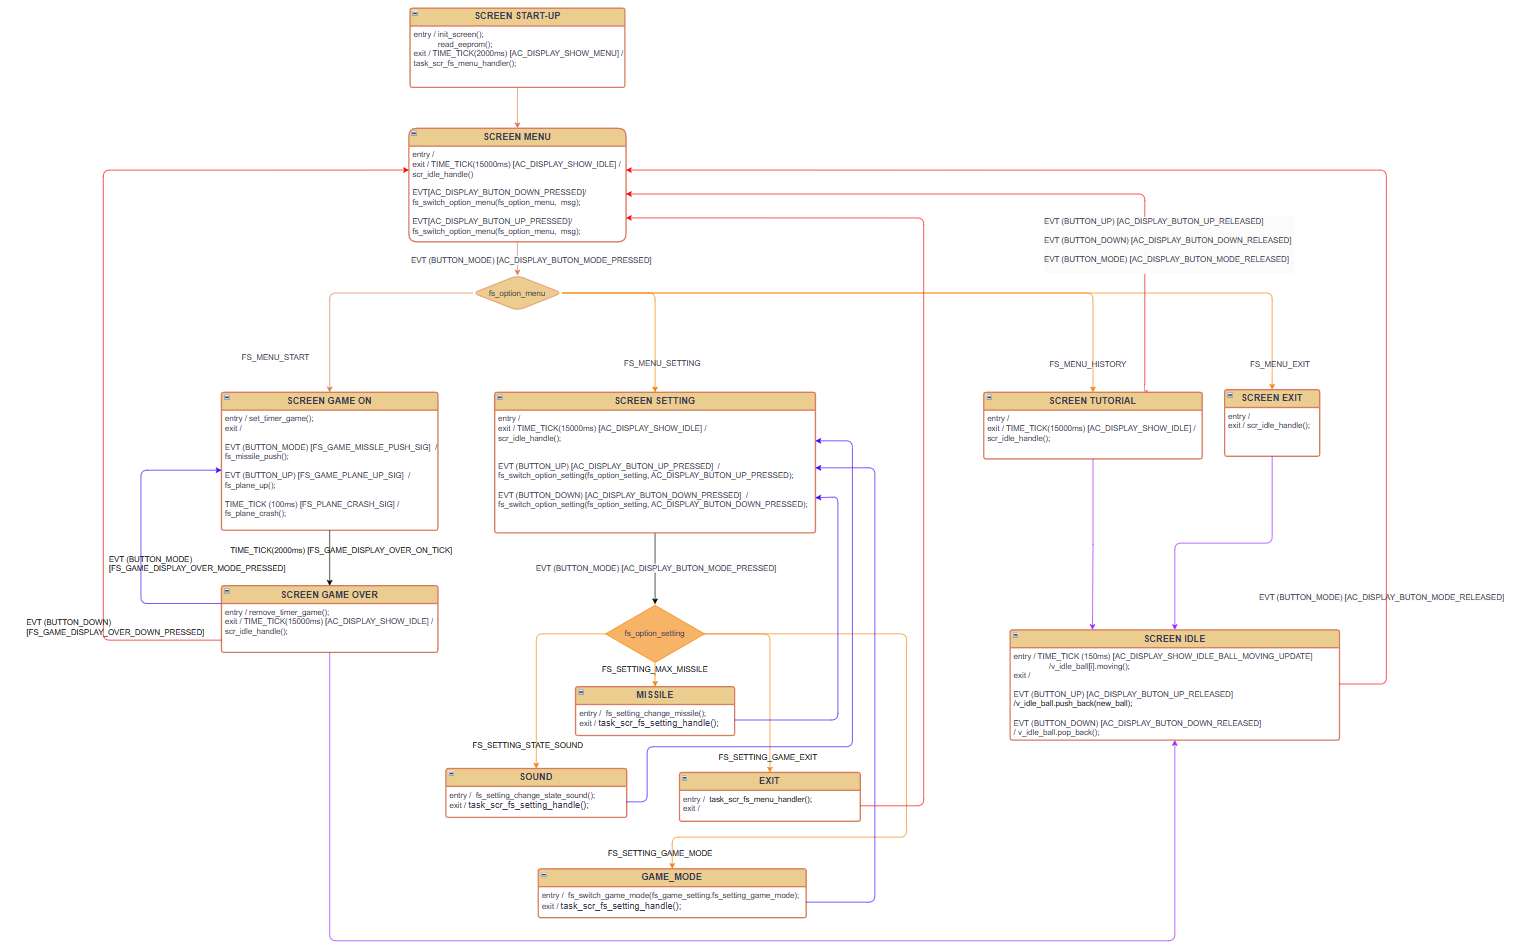 SCREEN START-UP
entry / init_screen();
read_eeprom();
exit / TIME_TICK(2000ms) [AC_DISPLAY_SHOW_MENU] /
task_scr_fs_menu_handler();
SCREEN MENU
entry /
exit / TIME_TICK(15000ms) [AC_DISPLAY_SHOW_IDLE] /
scr_idle_handle()
EVT[AC_DISPLAY_BUTON_DOWN_PRESSED]/
fs_switch_option_menu(fs_option_menu, msg);
EVT[AC_DISPLAY_BUTON_UP_PRESSED]/
fs_switch_option_menu(fs_option_menu, msg);
EVT (BUTTON_UP) [AC_DISPLAY_BUTON_UP_RELEASED]
EVT (BUTTON_DOWN) [AC_DISPLAY_BUTON_DOWN_RELEASED]
EVT (BUTTON_MODE) [AC_DISPLAY_BUTON_MODE_RELEASED]
EVT (BUTTON_MODE) [AC_DISPLAY_BUTON_MODE_PRESSED]
fs_option_menu
FS_MENU_START
FS_MENU_SETTING
FS_MENU_HISTORY
FS_MENU_EXIT
SCREEN GAME ON
entry / set_timer_game();
exit /
EVT (BUTTON_MODE) [FS_GAME_MISSLE_PUSH_SIG] /
fs_missile_push();
EVT (BUTTON_UP) [FS_GAME_PLANE_UP_SIG] /
fs_plane_up();
TIME_TICK (100ms) [FS_PLANE_CRASH_SIG] /
fs_plane_crash();
SCREEN SETTING
entry /
exit / TIME_TICK(15000ms) [AC_DISPLAY_SHOW_IDLE] /
scr_idle_handle();
EVT (BUTTON_UP) [AC_DISPLAY_BUTON_UP_PRESSED] /
fs_switch_option_setting(fs_option_setting, AC_DISPLAY_BUTON_UP_PRESSED);
EVT (BUTTON_DOWN) [AC_DISPLAY_BUTON_DOWN_PRESSED] /
fs_switch_option_setting(fs_option_setting, AC_DISPLAY_BUTON_DOWN_PRESSED);
SCREEN TUTORIAL
entry /
exit / TIME_TICK(15000ms) [AC_DISPLAY_SHOW_IDLE] /
scr_idle_handle();
SCREEN EXIT
entry /
exit / scr_idle_handle();
TIME_TICK(2000ms) [FS_GAME_DISPLAY_OVER_ON_TICK]
EVT (BUTTON_MODE)
[FS_GAME_DISPLAY_OVER_MODE_PRESSED]
EVT (BUTTON_MODE) [AC_DISPLAY_BUTON_MODE_PRESSED]
SCREEN GAME OVER
entry / remove_timer_game();
exit / TIME_TICK(15000ms) [AC_DISPLAY_SHOW_IDLE] /
scr_idle_handle();
EVT (BUTTON_DOWN)
[FS_GAME_DISPLAY_OVER_DOWN_PRESSED]
EVT (BUTTON_MODE) [AC_DISPLAY_BUTON_MODE_RELEASED]
fs_option_setting
SCREEN IDLE
entry / TIME_TICK (150ms) [AC_DISPLAY_SHOW_IDLE_BALL_MOVING_UPDATE]
/v_idle_ball[i].moving();
exit /
EVT (BUTTON_UP) [AC_DISPLAY_BUTON_UP_RELEASED]
/v_idle_ball.push_back(new_ball);
EVT (BUTTON_DOWN) [AC_DISPLAY_BUTON_DOWN_RELEASED]
/ v_idle_ball.pop_back();
FS_SETTING_MAX_MISSILE
MISSILE
entry / fs_setting_change_missile();
exit / task_scr_fs_setting_handle();
FS_SETTING_STATE_SOUND
SOUND
entry / fs_setting_change_state_sound();
exit / task_scr_fs_setting_handle();
FS_SETTING_GAME_EXIT
EXIT
entry / task_scr_fs_menu_handler();
exit /
FS_SETTING_GAME_MODE
GAME_MODE
entry / fs_switch_game_mode(fs_game_setting.fs_setting_game_mode);
exit / task_scr_fs_setting_handle();